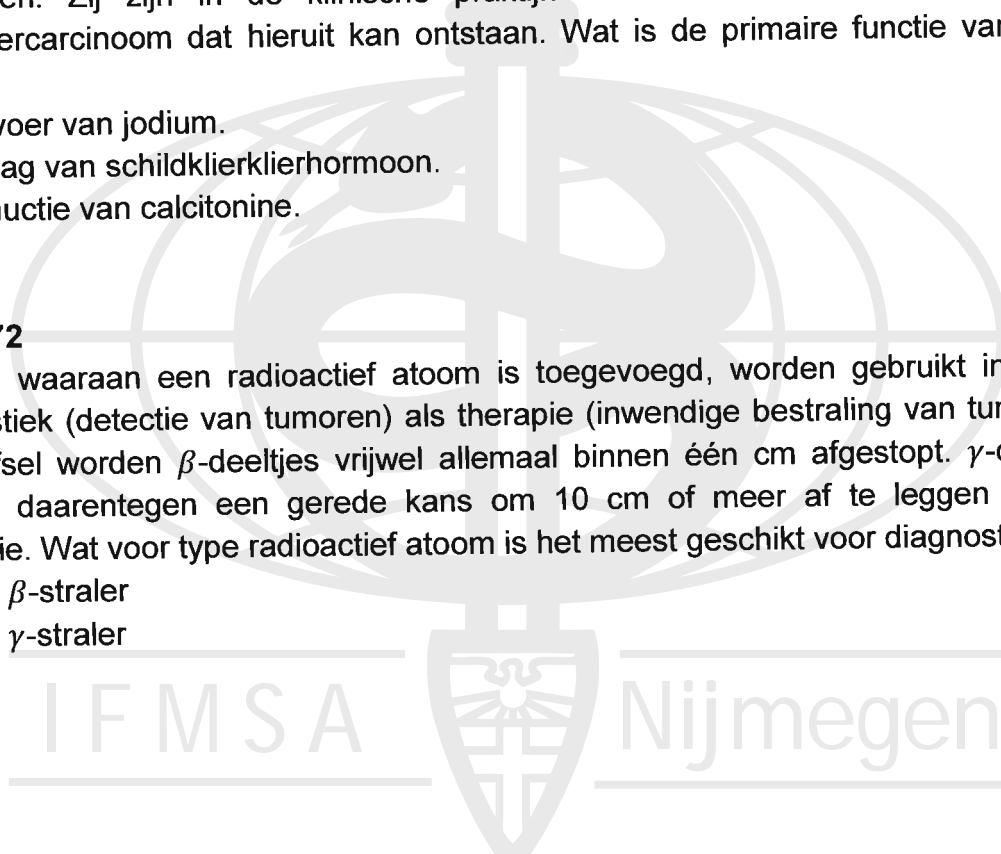 en. Zij zijn in de klinische praktijk
ercarcinoom dat hieruit kan ontstaan. Wat is de primaire functie van
voer van jodium.
ag van schildklierklierhormoon.
uctie van calcitonine.
72
waaraan een radioactief atoom is toegevoegd, worden gebruikt in
stiek (detectie van tumoren) als therapie (inwendige bestraling van tur
fsel worden β-deeltjes vrijwel allemaal binnen één cm afgestopt. γ-
daarentegen een gerede kans om 10 cm of meer af te leggen
ie. Wat voor type radioactief atoom is het meest geschikt voor diagnost
β-straler
γ-straler
IFMSA Nijmegen